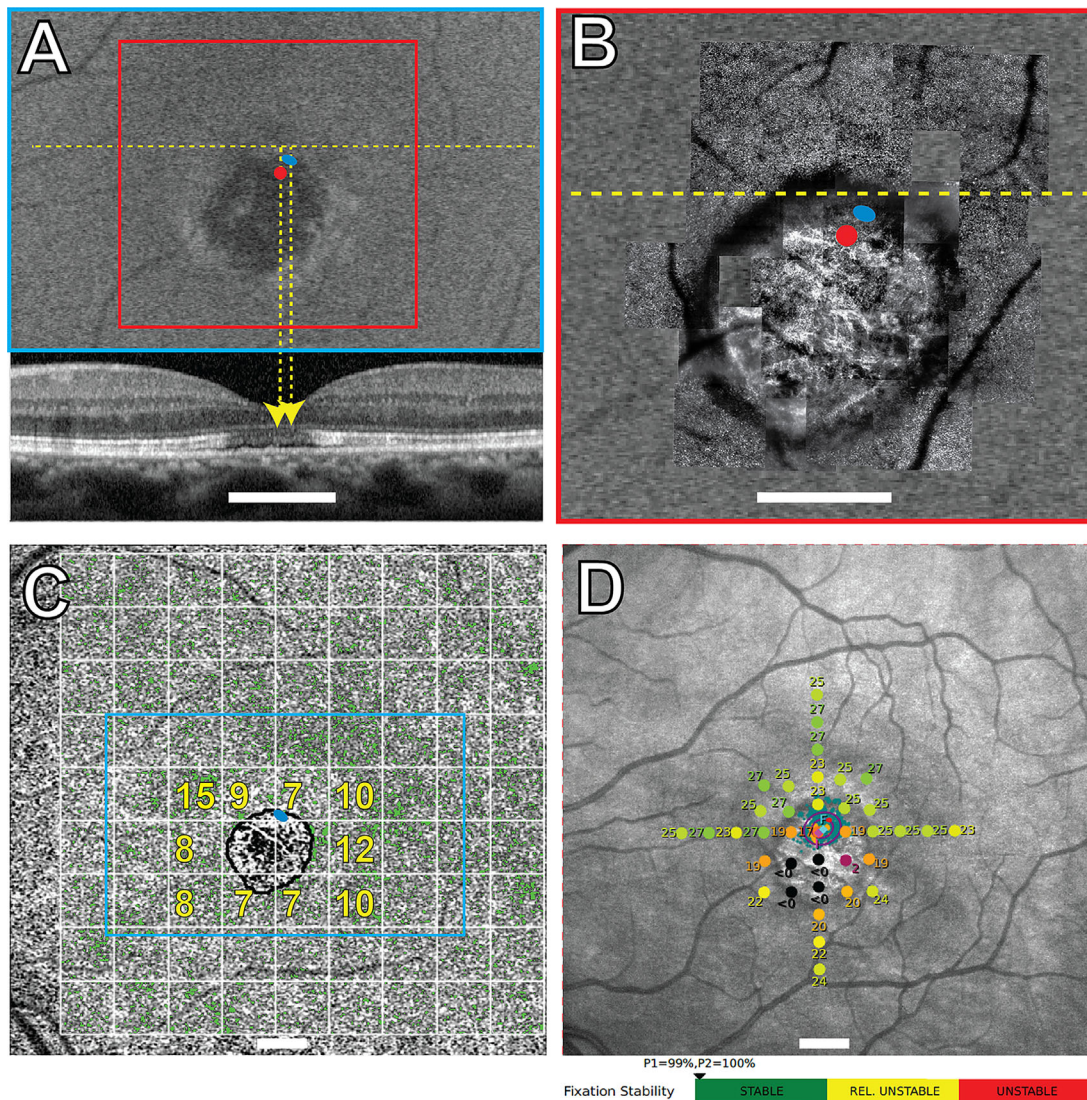 A
B
C
15 9 7 10
8 12
8 7 7 10
D
25
27
27
23
27 25 25 27
23
25 27 25 25
F
25 27 23 27 19 17 19 25 25 25 23
19 <0 <0 2 19
22 <0 <0 20 24
20
22
24
P1=99%,P2=100%
Fixation Stability STABLE REL. UNSTABLE UNSTABLE